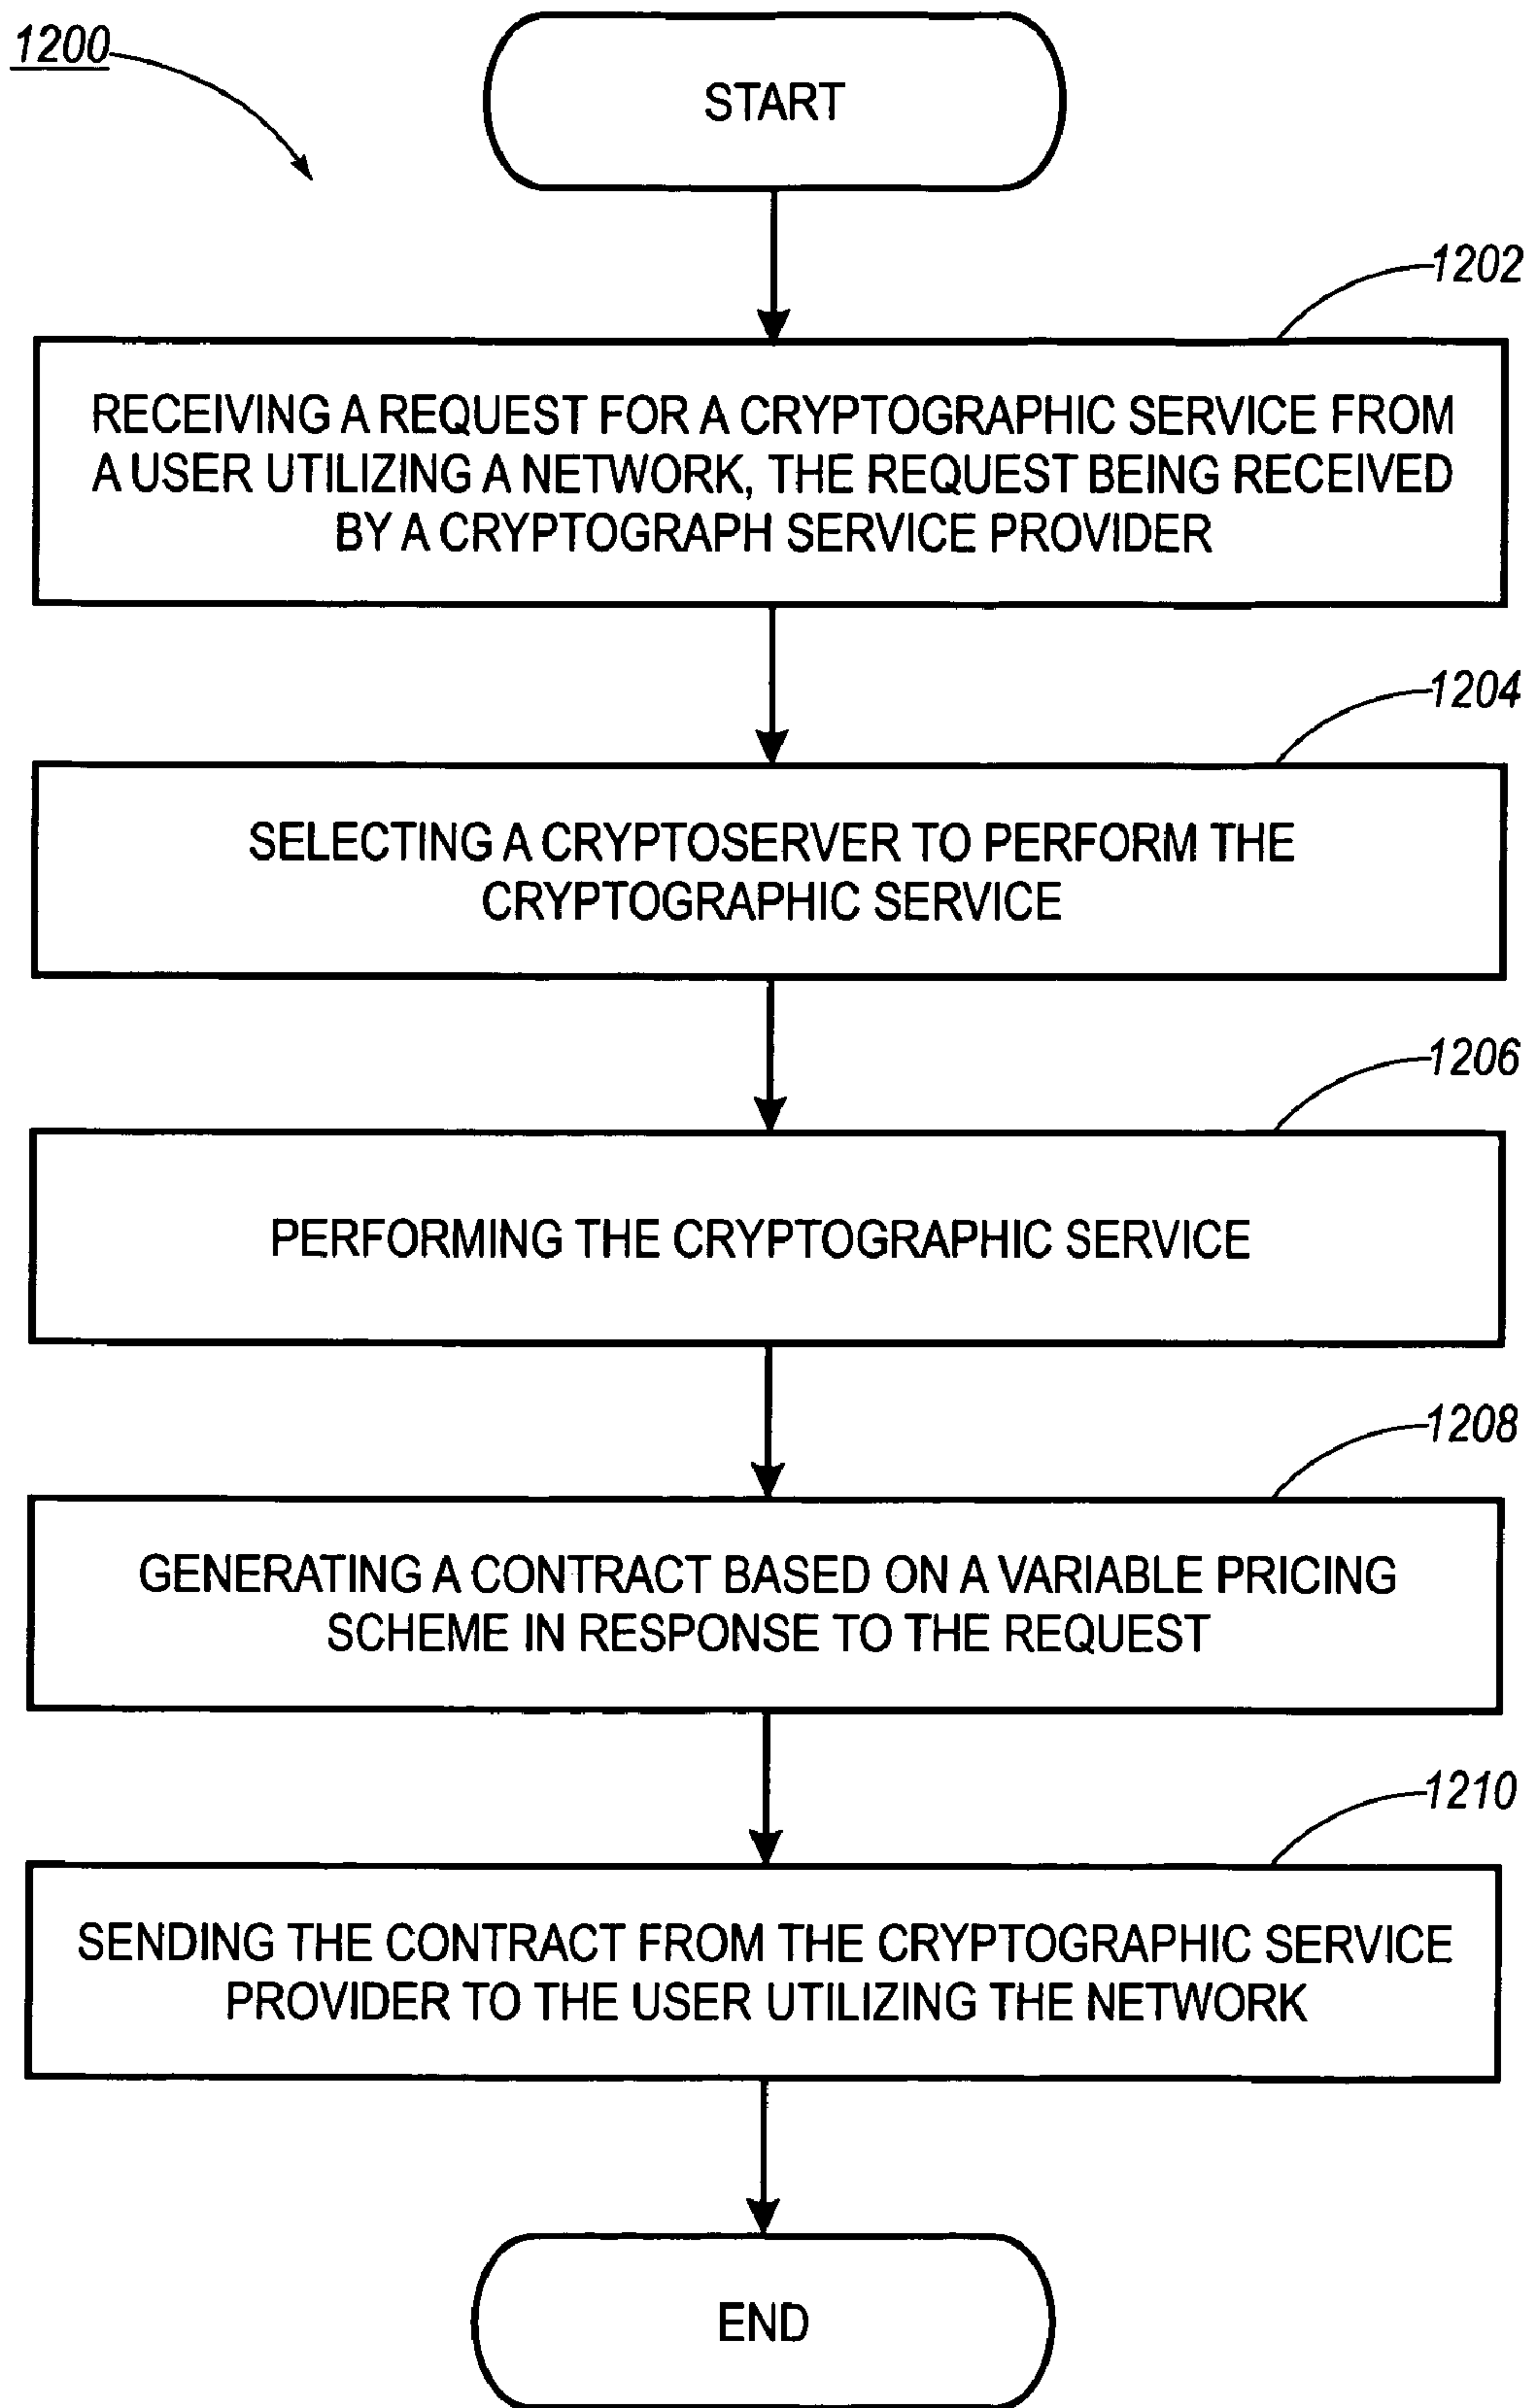 1200
START
1202
RECEIVING A REQUEST FOR A CRYPTOGRAPHIC SERVICE FROM
A USER UTILIZING A NETWORK, THE REQUEST BEING RECEIVED
BY A CRYPTOGRAPH SERVICE PROVIDER
1204
SELECTING A CRYPTOSERVER TO PERFORM THE
CRYPTOGRAPHIC SERVICE
1206
PERFORMING THE CRYPTOGRAPHIC SERVICE
1208
GENERATING A CONTRACT BASED ON A VARIABLE PRICING
SCHEME IN RESPONSE TO THE REQUEST
1210
SENDING THE CONTRACT FROM THE CRYPTOGRAPHIC SERVICE
PROVIDER TO THE USER UTILIZING THE NETWORK
END